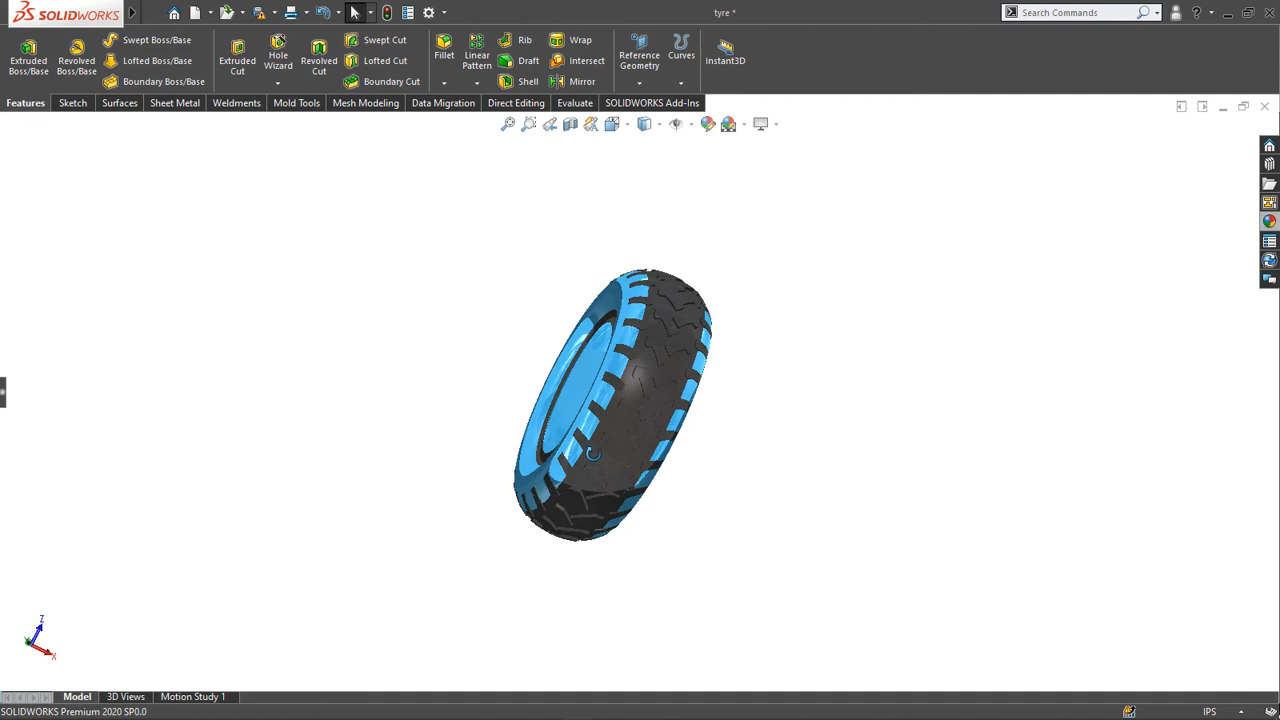 SOLIDWORKS
tyre *
Search Commands
Extruded Boss/Base
Revolved Boss/Base
Swept Boss/Base
Lofted Boss/Base
Boundary Boss/Base
Extruded Cut
Hole Wizard
Revolved Cut
Swept Cut
Lofted Cut
Boundary Cut
Fillet
Linear Pattern
Rib
Draft
Shell
Wrap
Intersect
Mirror
Reference Geometry
Curves
Instant3D
Features Sketch Surfaces Sheet Metal Weldments Mold Tools Mesh Modeling Data Migration Direct Editing Evaluate SOLIDWORKS Add-Ins
Z
X
Model 3D Views Motion Study 1
SOLIDWORKS Premium 2020 SP0.0
IPS